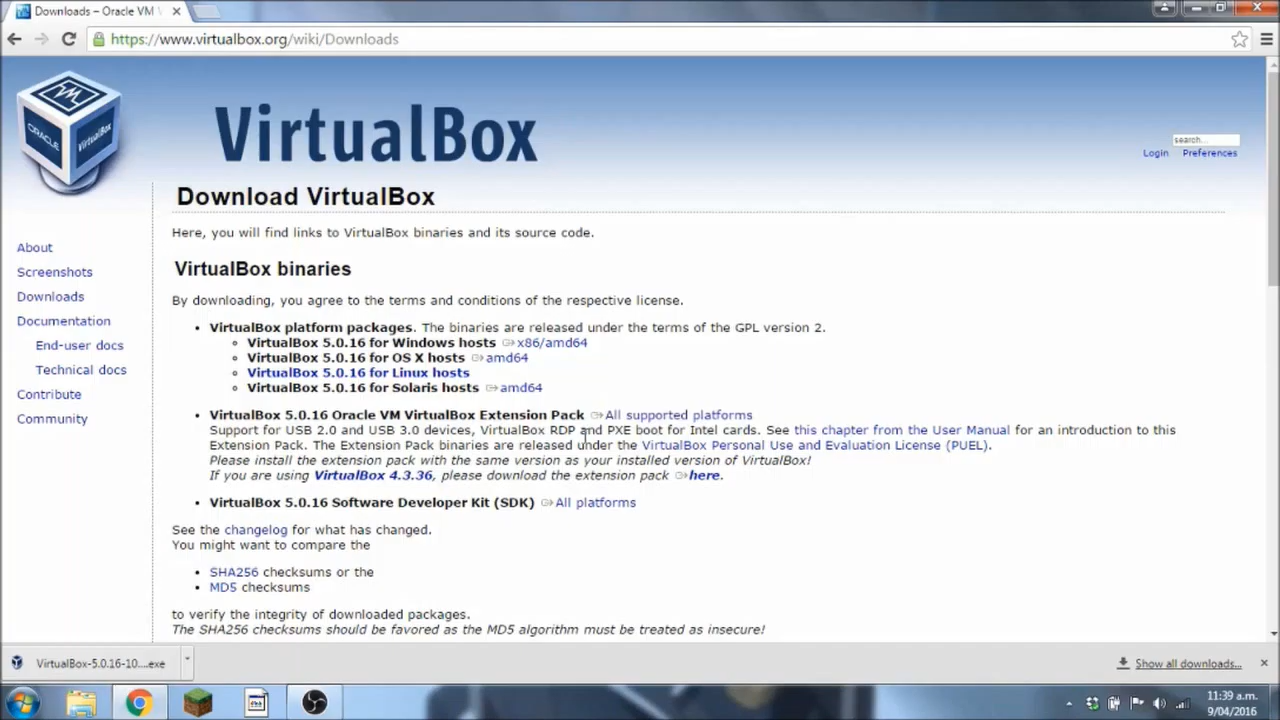 Downloads – Oracle VM
https://www.virtualbox.org/wiki/Downloads
ORACLE
VirtualBox
VirtualBox
search...
Login Preferences
Download VirtualBox
Here, you will find links to VirtualBox binaries and its source code.
About
Screenshots
Downloads
Documentation
End-user docs
Technical docs
Contribute
Community
VirtualBox binaries
By downloading, you agree to the terms and conditions of the respective license.
• VirtualBox platform packages. The binaries are released under the terms of the GPL version 2.
VirtualBox 5.0.16 for Windows hosts x86/amd64
VirtualBox 5.0.16 for OS X hosts amd64
VirtualBox 5.0.16 for Linux hosts
VirtualBox 5.0.16 for Solaris hosts amd64
• VirtualBox 5.0.16 Oracle VM VirtualBox Extension Pack All supported platforms
Support for USB 2.0 and USB 3.0 devices, VirtualBox RDP and PXE boot for Intel cards. See this chapter from the User Manual for an introduction to this
Extension Pack. The Extension Pack binaries are released under the VirtualBox Personal Use and Evaluation License (PUEL).
Please install the extension pack with the same version as your installed version of VirtualBox!
If you are using VirtualBox 4.3.36, please download the extension pack here.
• VirtualBox 5.0.16 Software Developer Kit (SDK) All platforms
See the changelog for what has changed.
You might want to compare the
• SHA256 checksums or the
• MD5 checksums
to verify the integrity of downloaded packages.
The SHA256 checksums should be favored as the MD5 algorithm must be treated as insecure!
VirtualBox-5.0.16-10....exe
Show all downloads...
11:39 a.m.
9/04/2016